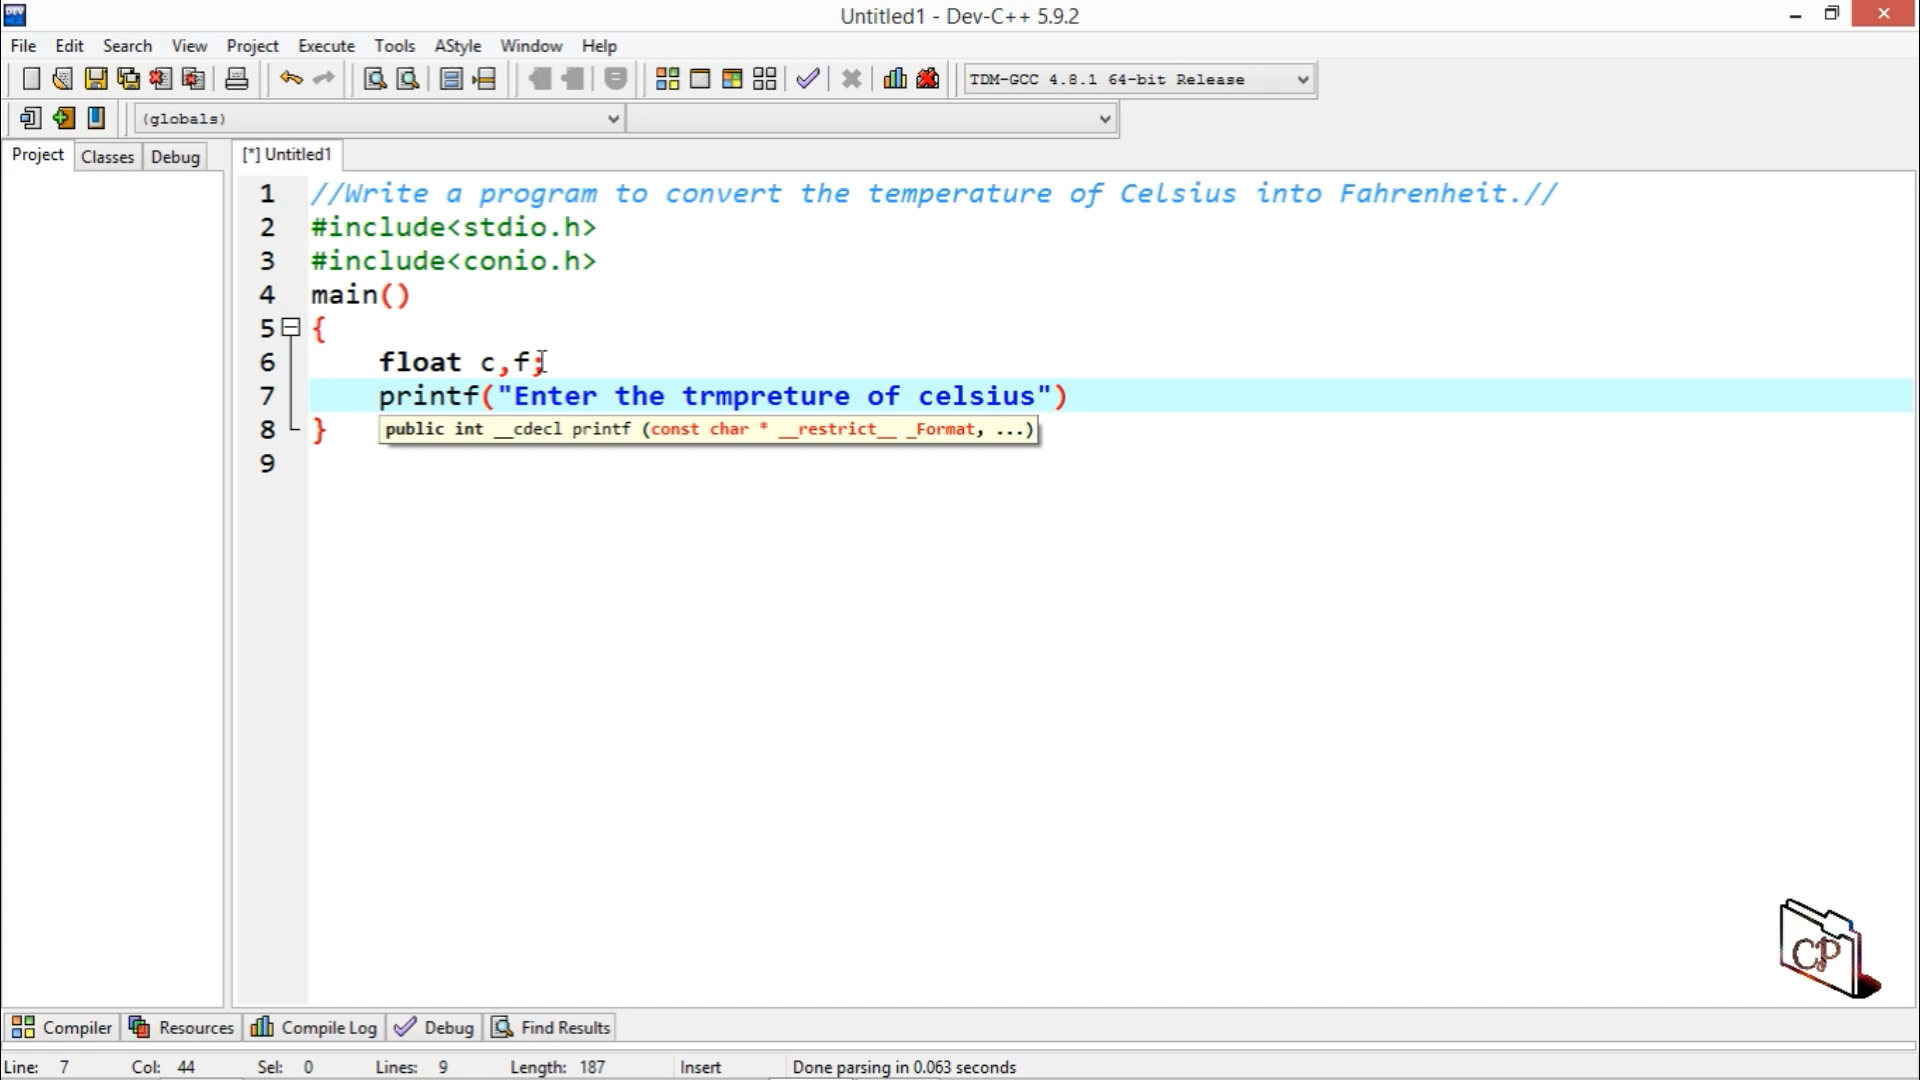 Untitled1 - Dev-C++ 5.9.2
File Edit Search View Project Execute Tools AStyle Window Help
TDM-GCC 4.8.1 64-bit Release
(globals)
Project Classes Debug [*] Untitled1
1 //Write a program to convert the temperature of Celsius into Fahrenheit.//
2 #include<stdio.h>
3 #include<conio.h>
4 main()
5 {
6 float c,f;
7 printf("Enter the trmpreture of celsius")
8 }
public int __cdecl printf (const char * __restrict__ _Format, ...)
9
CP
Compiler Resources Compile Log Debug Find Results
Line: 7 Col: 44 Sel: 0 Lines: 9 Length: 187 Insert Done parsing in 0.063 seconds